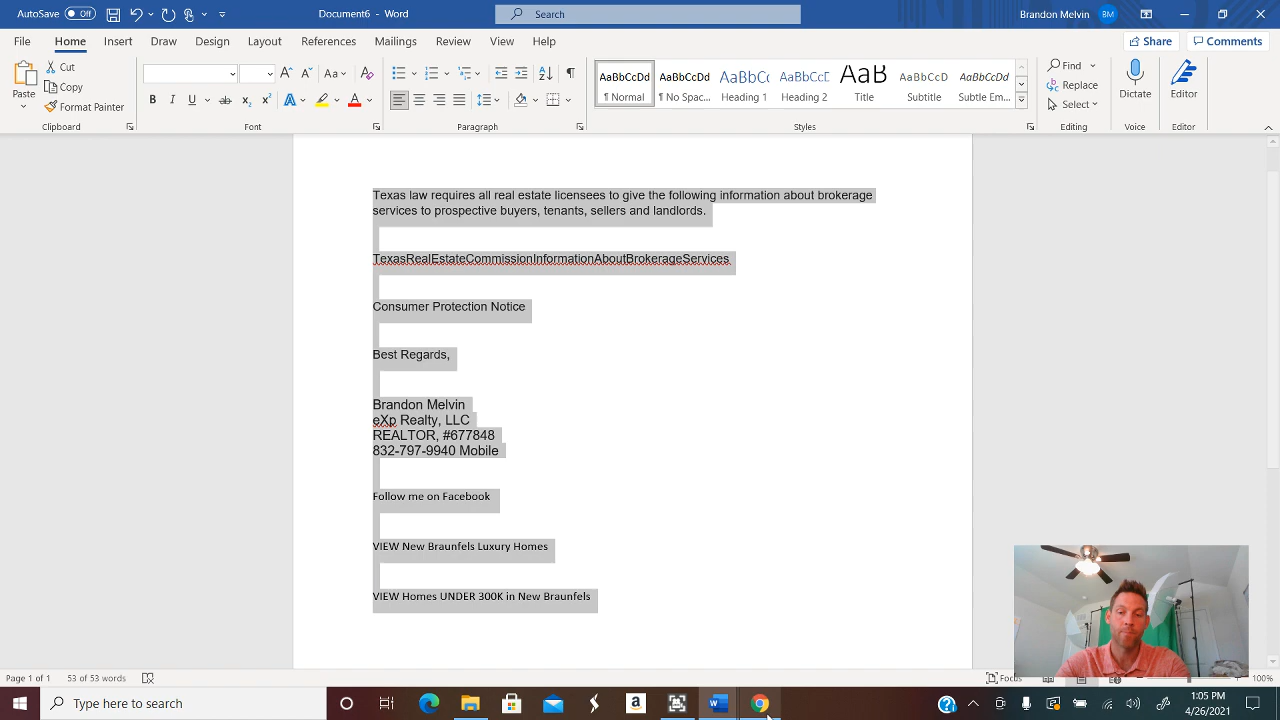 AutoSave Off Document6 Search Brandon Melvin BM
File Home Insert Draw Design Layout References Mailings Review View Help Share Comments
Paste Cut Copy Format Painter
Clipboard Font Paragraph
AaBbCcDd AaBbCcDd AaBbCc AaBbCcE AaB AaBbCcDd AaBbCcDd
¶ Normal ¶ No Spac... Heading 1 Heading 2 Title Subtitle Subtle Em...
Styles
Find Replace Select Dictate Editor
Editing Voice Editor
Texas law requires all real estate licensees to give the following information about brokerage
services to prospective buyers, tenants, sellers and landlords.
TexasRealEstateCommissionInformationAboutBrokerageServices
Consumer Protection Notice
Best Regards,
Brandon Melvin
eXp Realty, LLC
REALTOR, #677848
832-797-9940 Mobile
Follow me on Facebook
VIEW New Braunfels Luxury Homes
VIEW Homes UNDER 300K in New Braunfels
Page 1 of 1 53 of 53 words Focus 100%
Type here to search
1:05 PM
4/26/2021